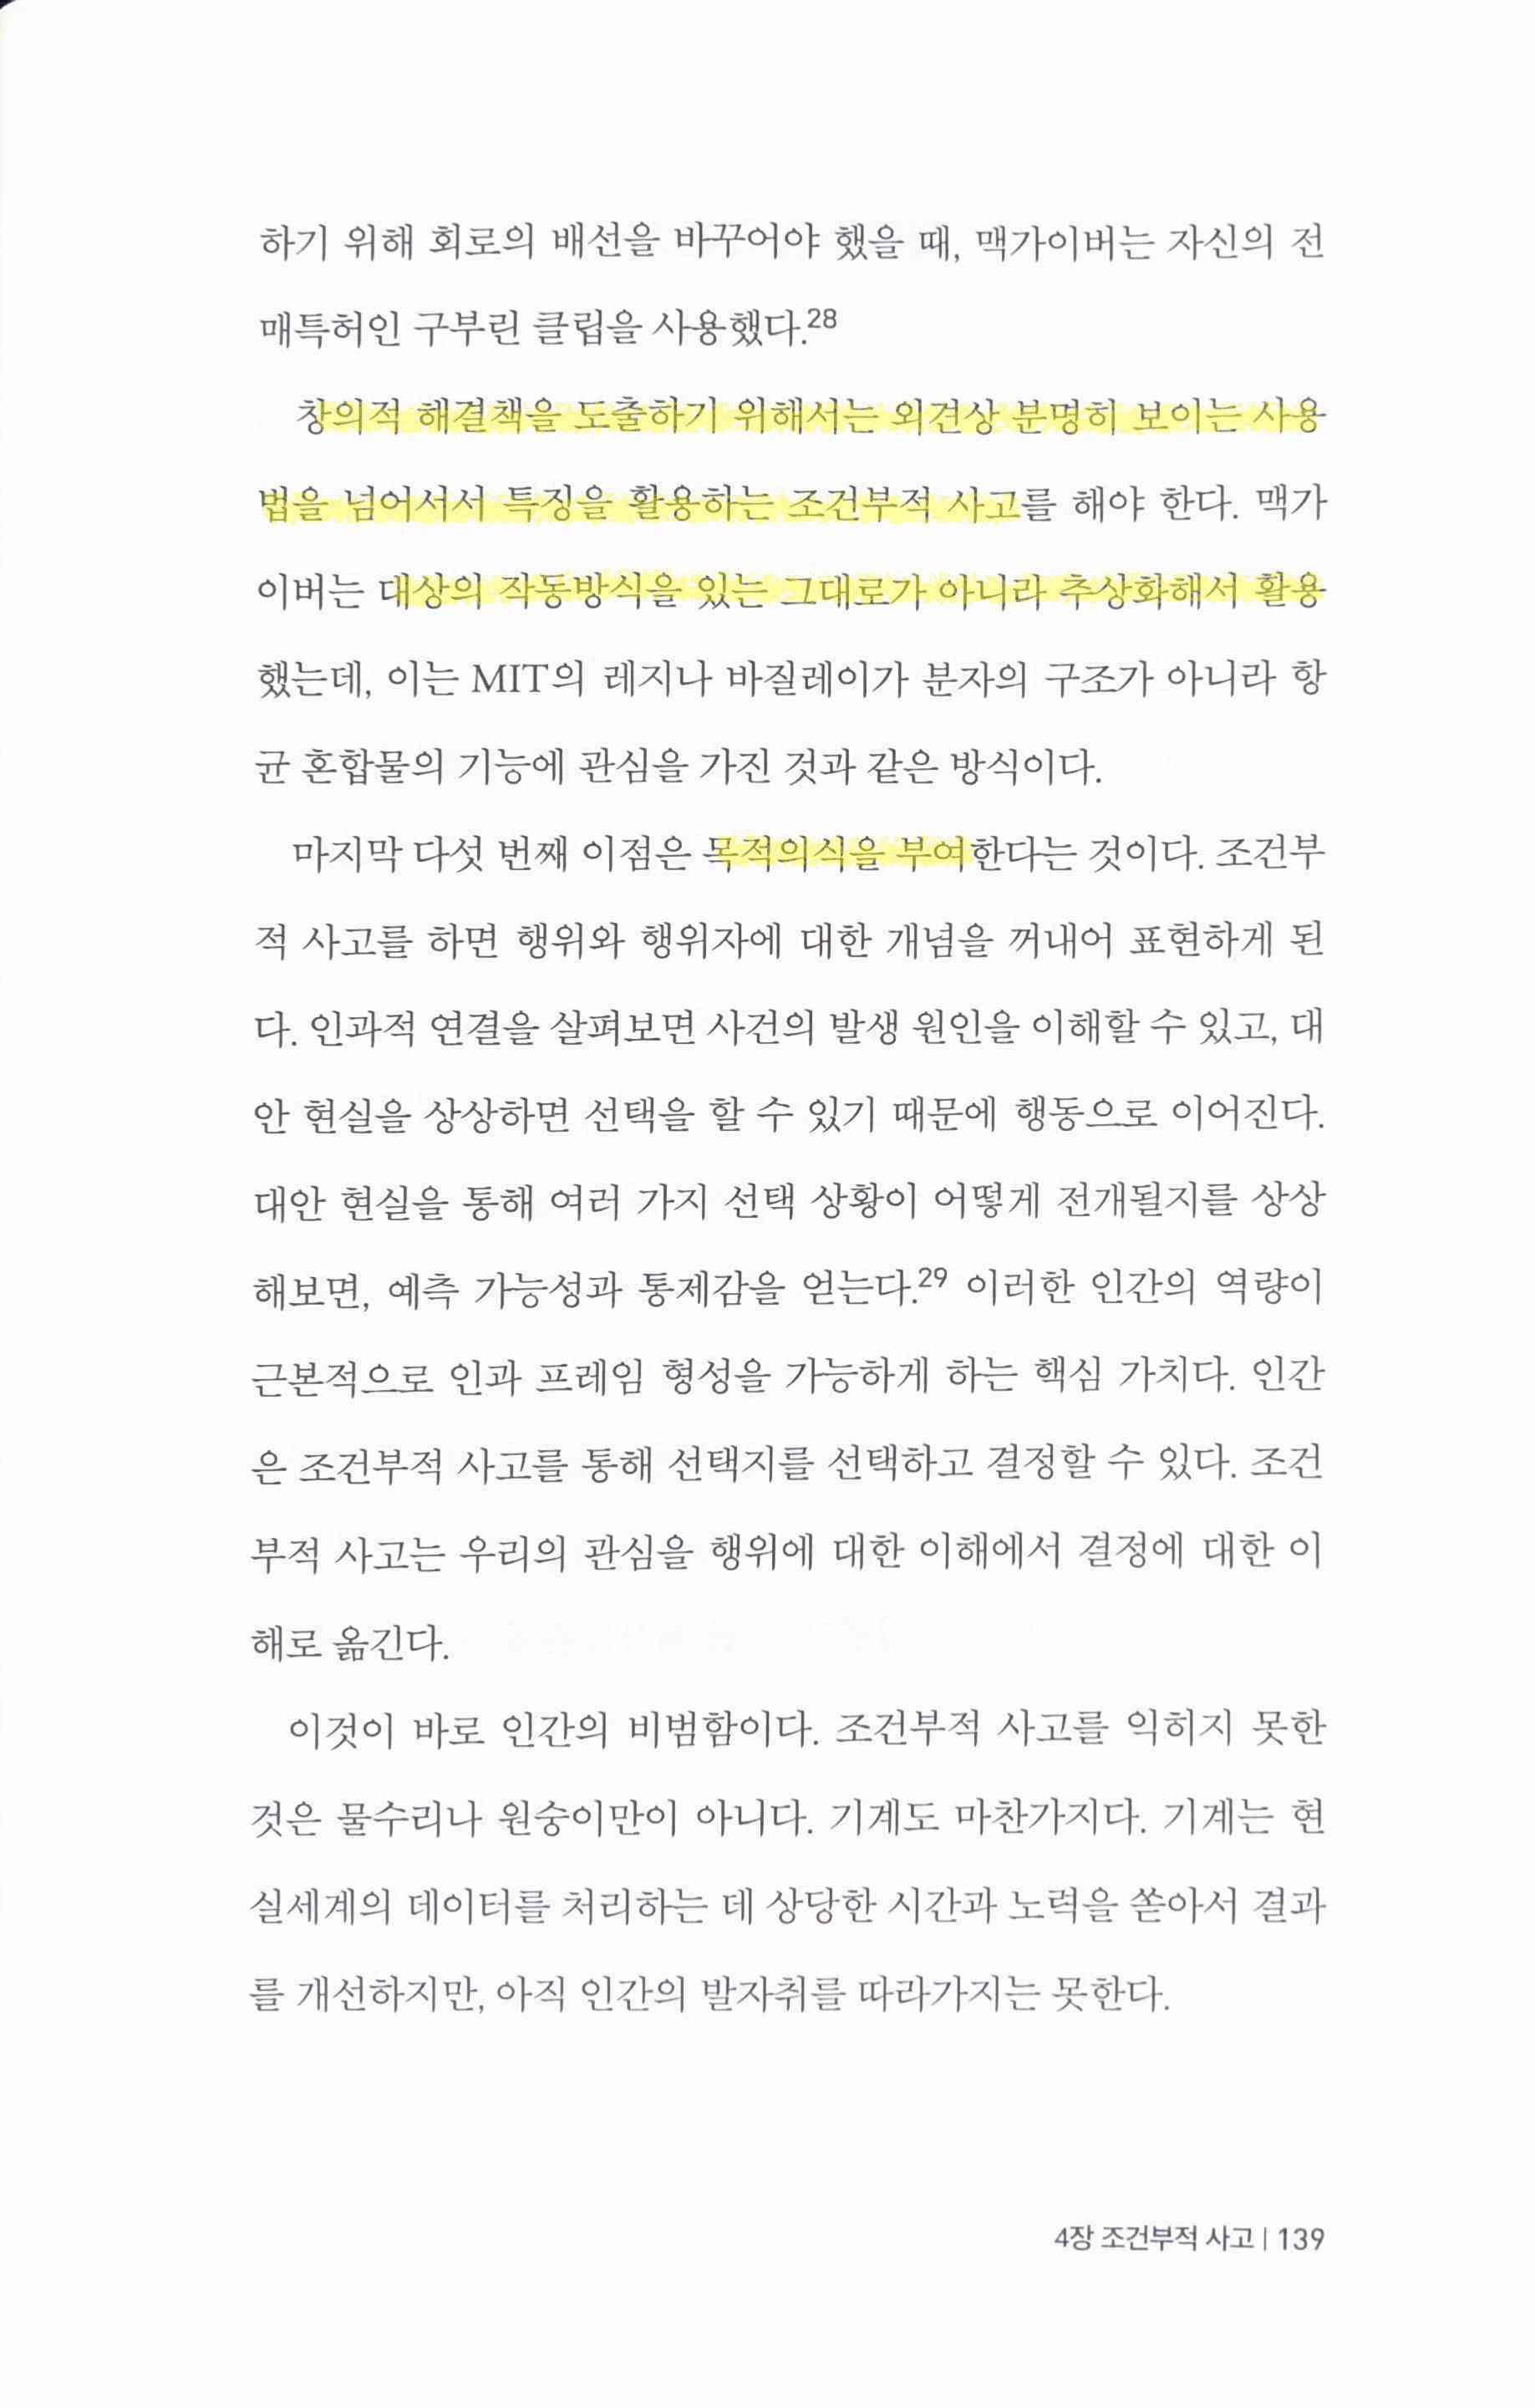 하기 위해 회로의 배선을 바꾸어야 했을 때, 맥가이버는 자신의 전
매특허인 구부린 클립을 사용했다.28
창의적 해결책을 도출하기 위해서는 외견상 분명히 보이는 사용
법을 넘어서서 특징을 활용하는 조건부적 사고를 해야 한다. 맥가
이버는 대상의 작동방식을 있는 그대로가 아니라 추상화해서 활용
했는데, 이는 MIT의 레지나 바질레이가 분자의 구조가 아니라 항
균 혼합물의 기능에 관심을 가진 것과 같은 방식이다.
마지막 다섯 번째 이점은 목적의식을 부여한다는 것이다. 조건부
적 사고를 하면 행위와 행위자에 대한 개념을 꺼내어 표현하게 된
다. 인과적 연결을 살펴보면 사건의 발생 원인을 이해할 수 있고, 대
안 현실을 상상하면 선택을 할 수 있기 때문에 행동으로 이어진다.
대안 현실을 통해 여러 가지 선택 상황이 어떻게 전개될지를 상상
해보면, 예측 가능성과 통제감을 얻는다.29 이러한 인간의 역량이
근본적으로 인과 프레임 형성을 가능하게 하는 핵심 가치다. 인간
은 조건부적 사고를 통해 선택지를 선택하고 결정할 수 있다. 조건
부적 사고는 우리의 관심을 행위에 대한 이해에서 결정에 대한 이
해로 옮긴다.
이것이 바로 인간의 비범함이다. 조건부적 사고를 익히지 못한
것은 물수리나 원숭이만이 아니다. 기계도 마찬가지다. 기계는 현
실세계의 데이터를 처리하는 데 상당한 시간과 노력을 쏟아서 결과
를 개선하지만, 아직 인간의 발자취를 따라가지는 못한다.
4장 조건부적 사고 | 139